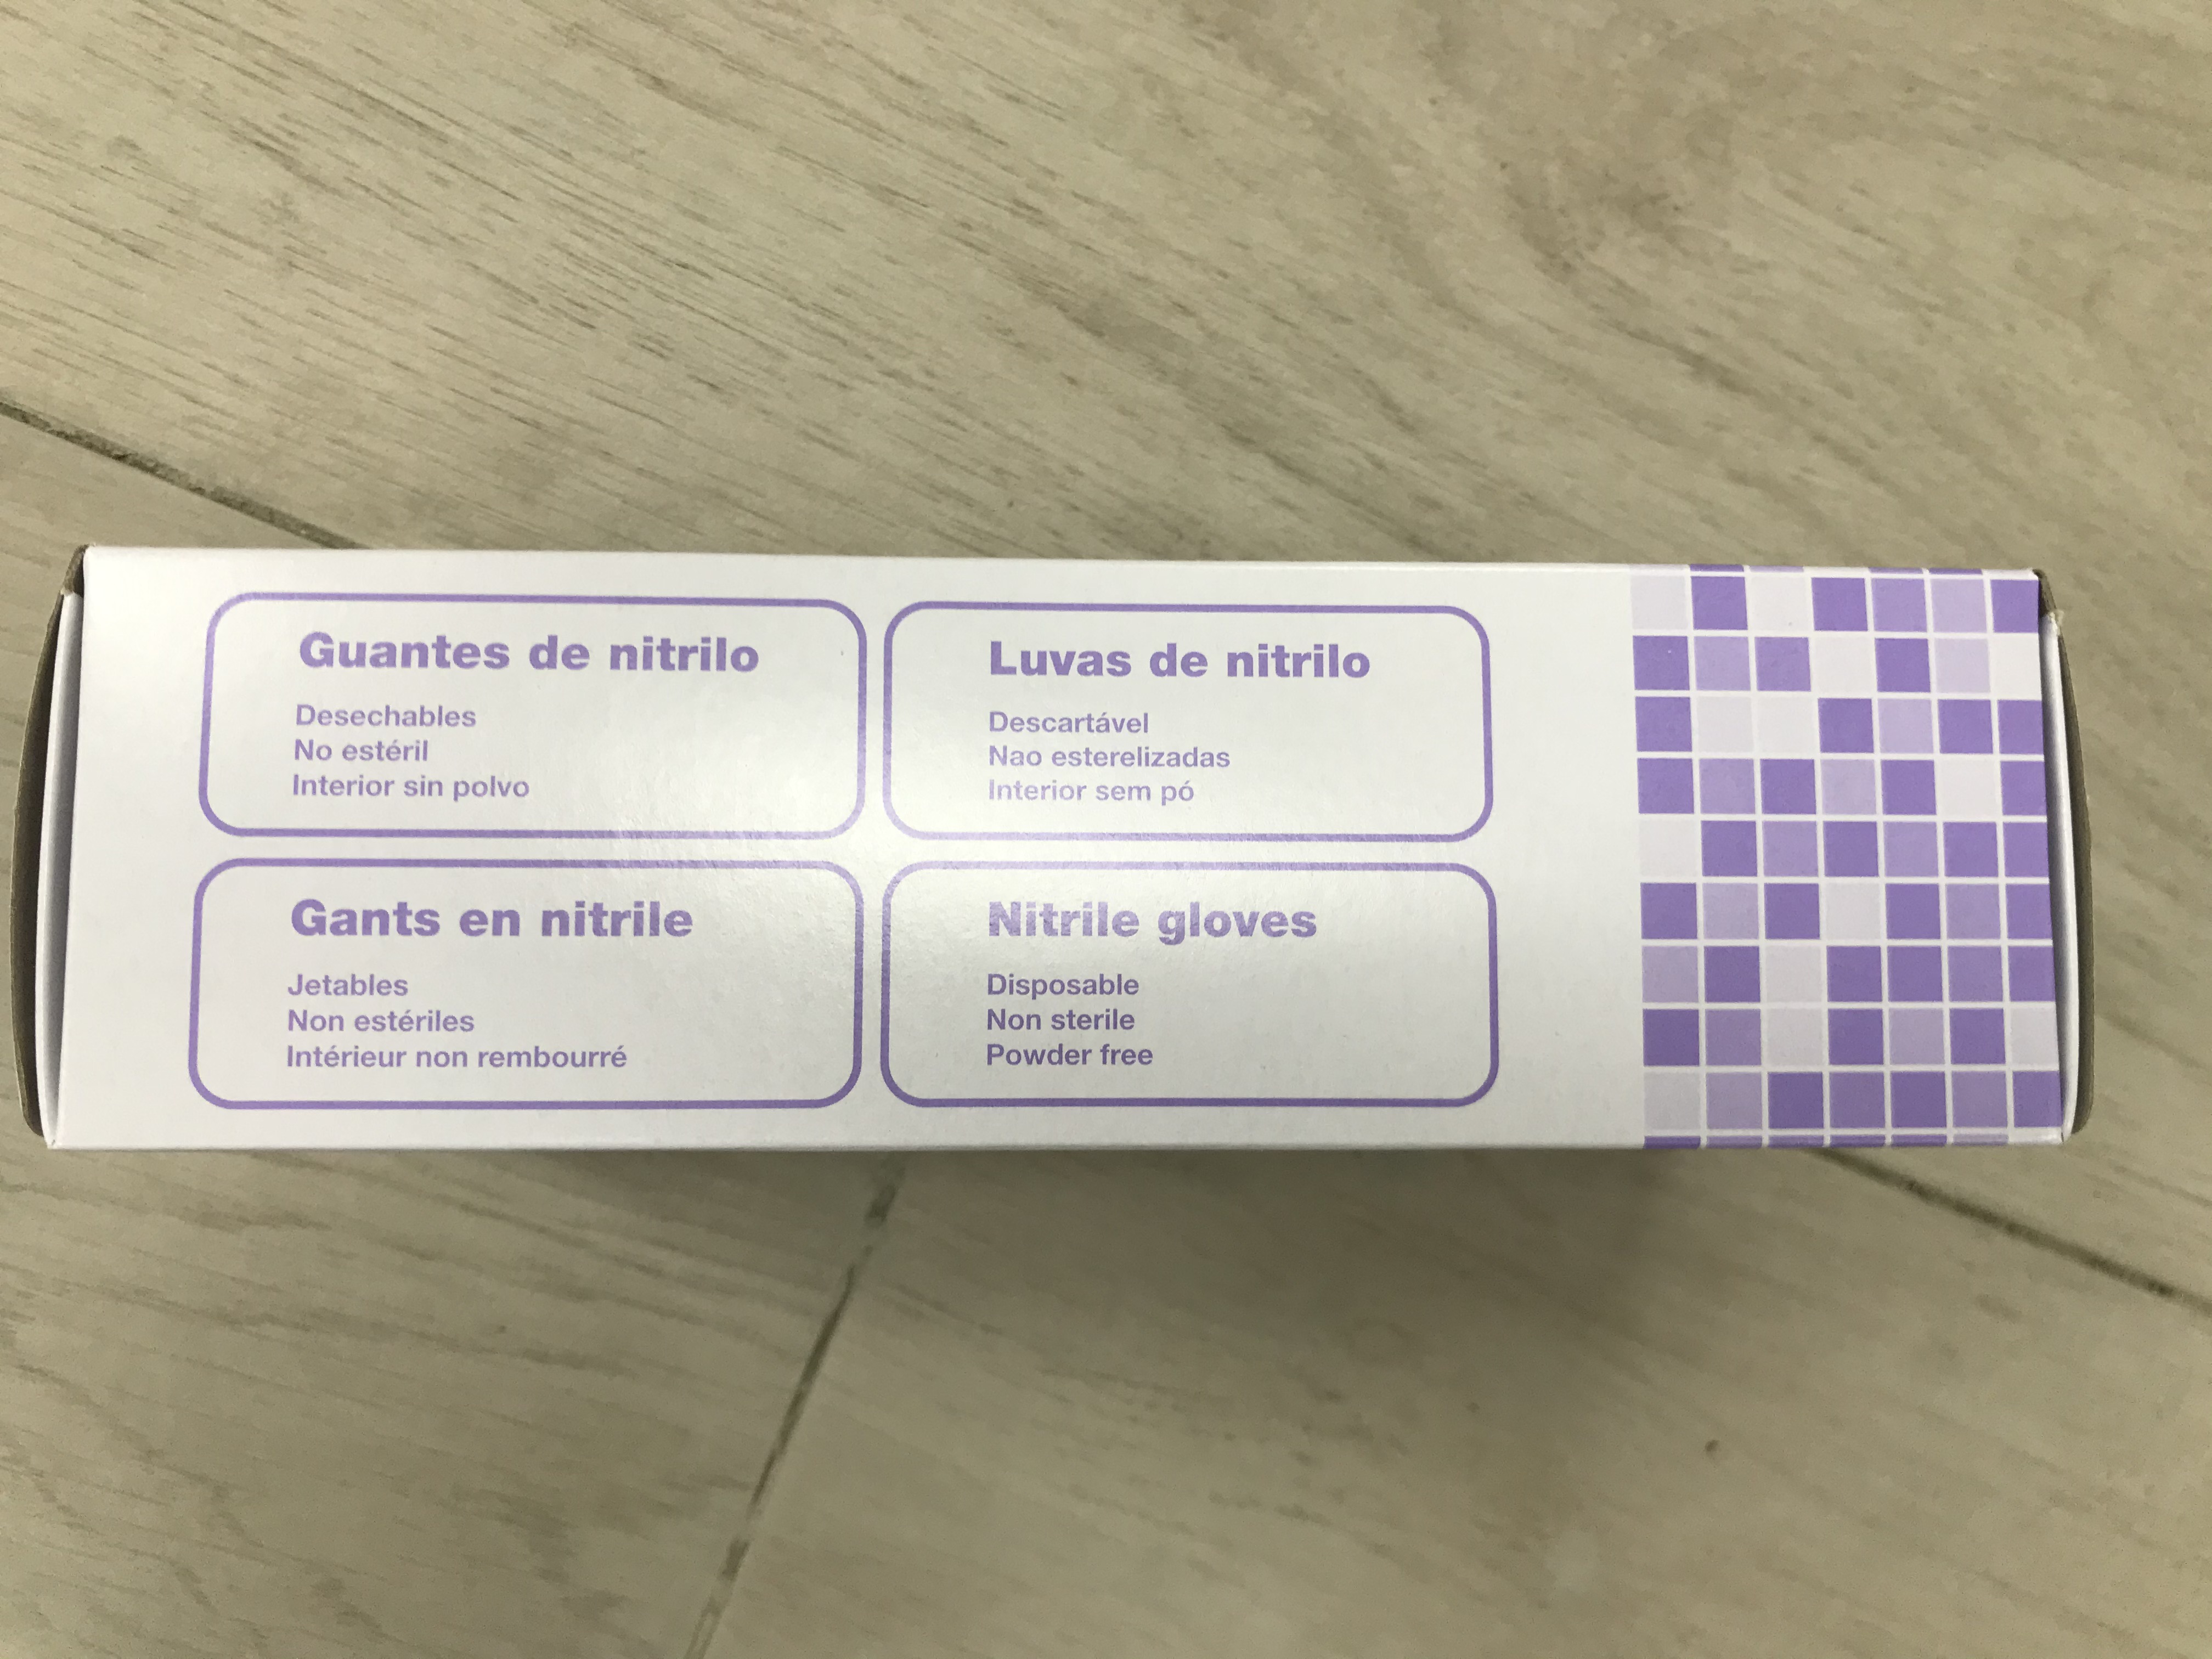 Guantes de nitrilo
Desechables
No estéril
Interior sin polvo
Luvas de nitrilo
Descartável
Nao esterelizadas
Interior sem pó
Gants en nitrile
Jetables
Non estériles
Intérieur non rembourré
Nitrile gloves
Disposable
Non sterile
Powder free